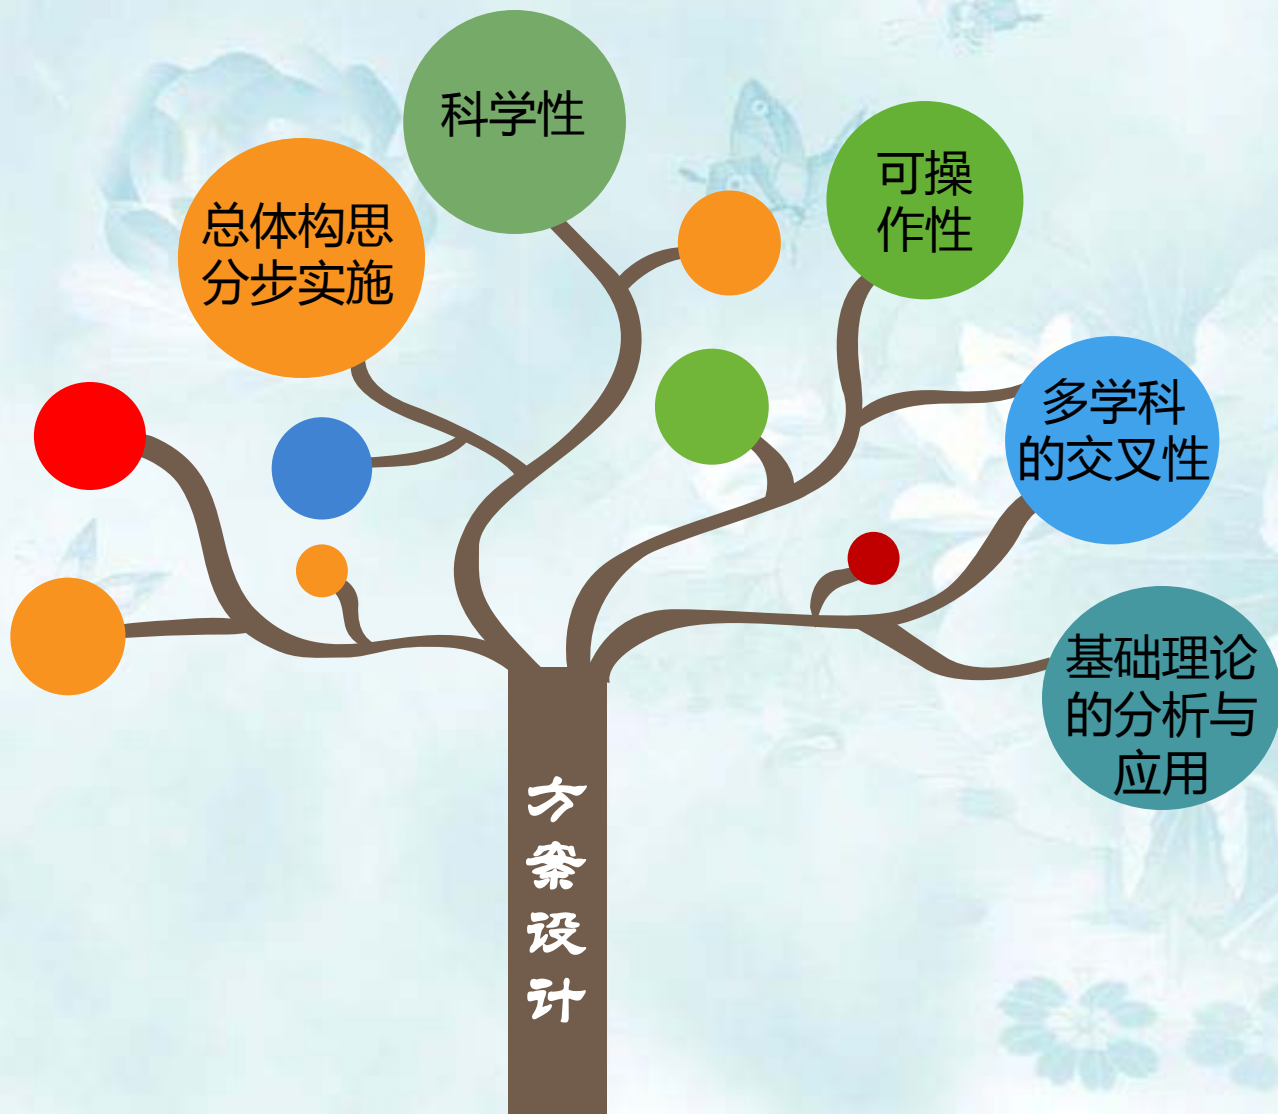 科学性
总体构思
分步实施
可操
作性
多学科
的交叉性
基础理论
的分析与
应用
方案设计